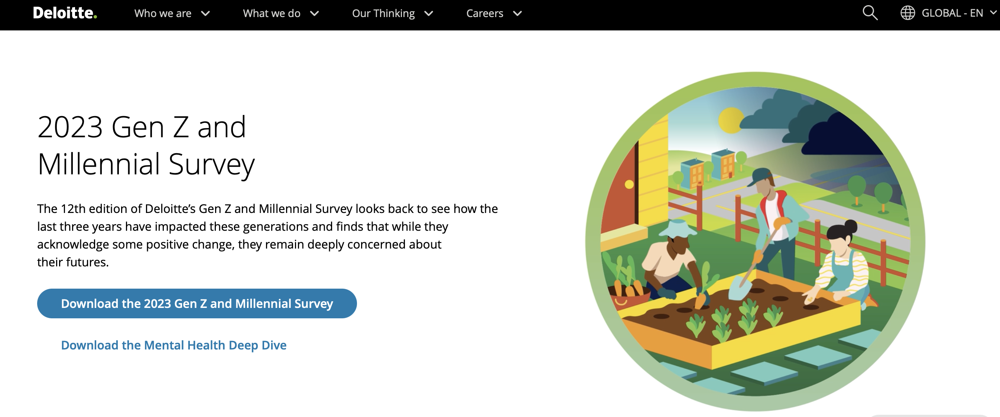 Deloitte.
Who we are
What we do
Our Thinking
Careers
GLOBAL - EN
2023 Gen Z and
Millennial Survey
The 12th edition of Deloitte’s Gen Z and Millennial Survey looks back to see how the
last three years have impacted these generations and finds that while they
acknowledge some positive change, they remain deeply concerned about
their futures.
Download the 2023 Gen Z and Millennial Survey
Download the Mental Health Deep Dive